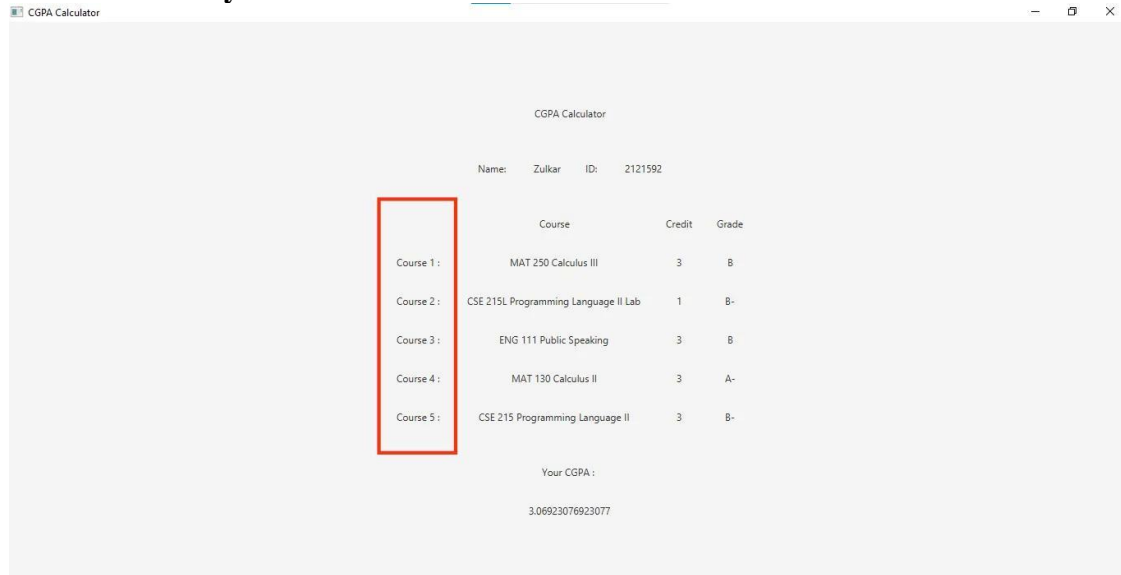 CGPA Calculator
CGPA Calculator
Name: Zulkar ID: 2121592
Course Credit Grade
Course 1 : MAT 250 Calculus III 3 B
Course 2 : CSE 215L Programming Language II Lab 1 B-
Course 3 : ENG 111 Public Speaking 3 B
Course 4 : MAT 130 Calculus II 3 A-
Course 5 : CSE 215 Programming Language II 3 B-
Your CGPA :
3.06923076923077